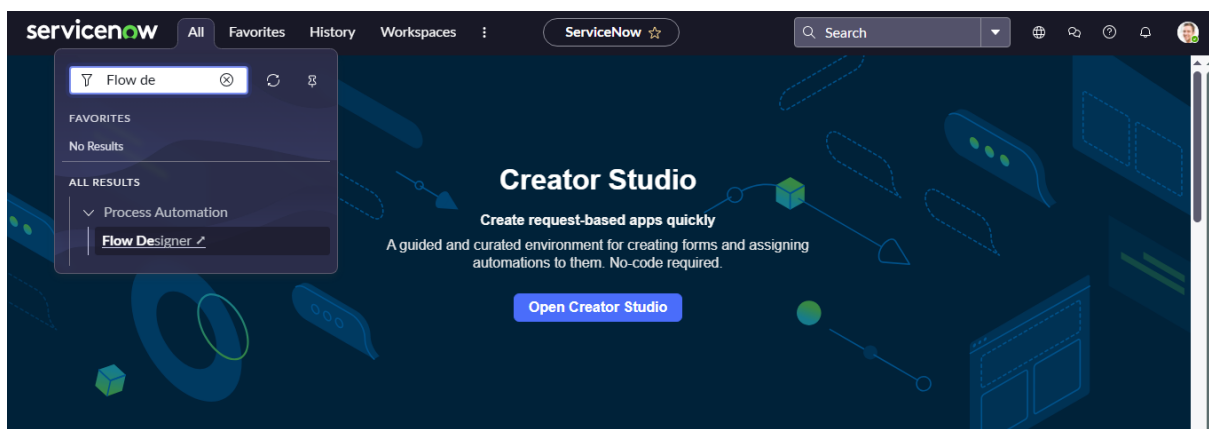 servicenow All Favorites History Workspaces ServiceNow Search
Flow de
FAVORITES
No Results
ALL RESULTS
Process Automation
Flow Designer
Creator Studio
Create request-based apps quickly
A guided and curated environment for creating forms and assigning
automations to them. No-code required.
Open Creator Studio